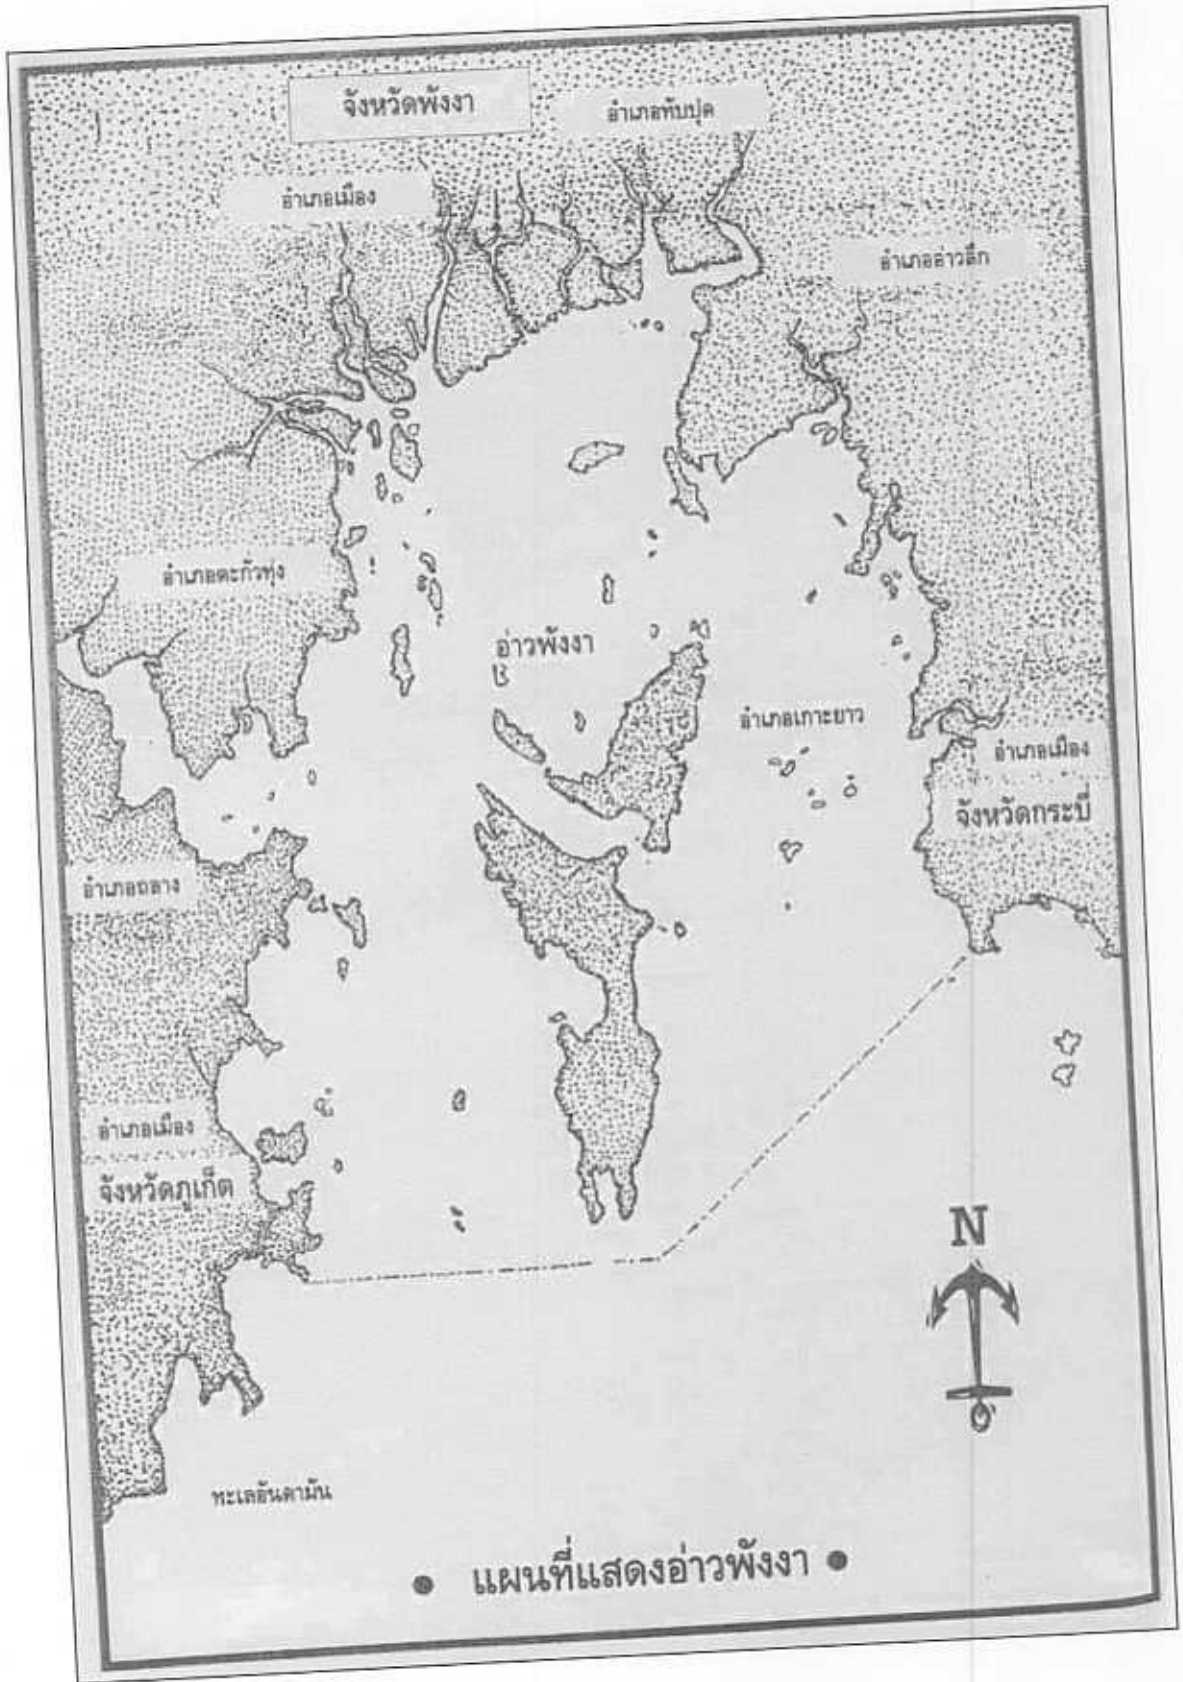 จังหวัดพังงา
อำเภอทับปุด
อำเภอเมือง
อำเภออ่าวลึก
อำเภอตะกั่วทุ่ง
อ่าวพังงา
อำเภอเกาะยาว
อำเภอเมือง
จังหวัดกระบี่
อำเภอถลาง
อำเภอเมือง
จังหวัดภูเก็ต
N
ทะเลอันดามัน
• แผนที่แสดงอ่าวพังงา •